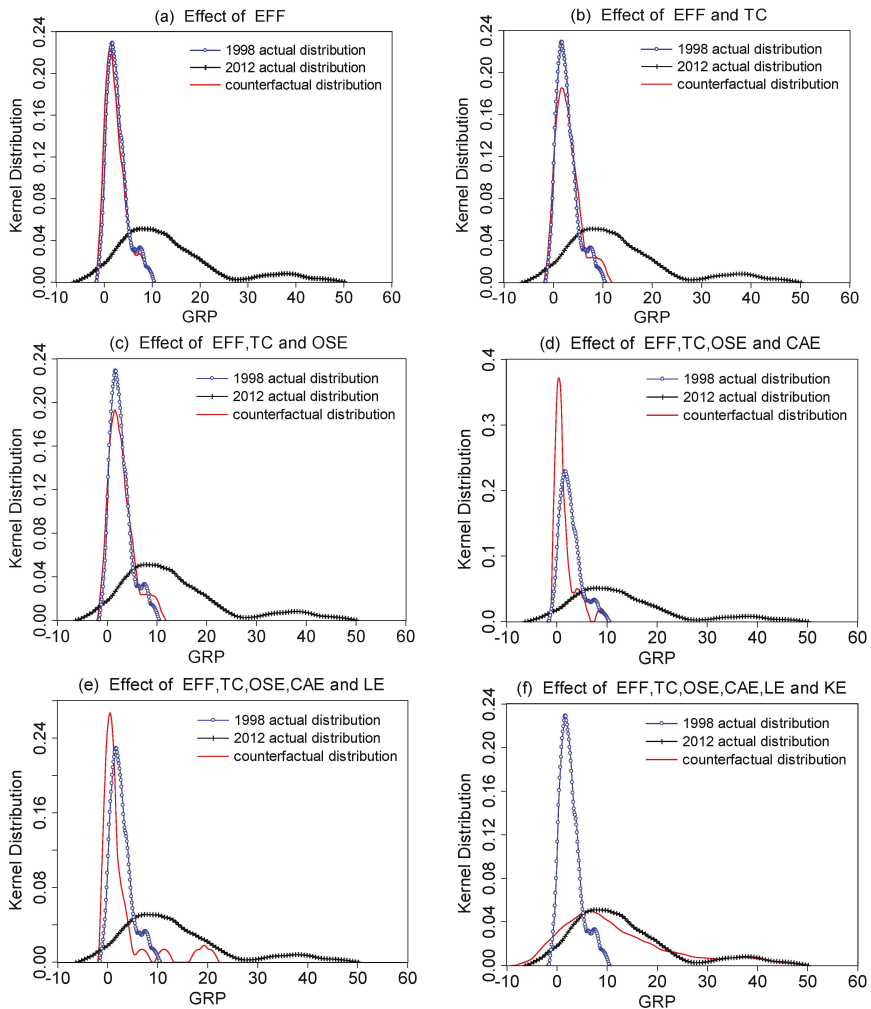 (a) Effect of EFF
1998 actual distribution
2012 actual distribution
counterfactual distribution
Kernel Distribution
0.00 0.04 0.08 0.12 0.16 0.20 0.24
-10 0 10 20 30 40 50 60
GRP
(b) Effect of EFF and TC
1998 actual distribution
2012 actual distribution
counterfactual distribution
Kernel Distribution
0.00 0.04 0.08 0.12 0.16 0.20 0.24
-10 0 10 20 30 40 50 60
GRP
(c) Effect of EFF,TC and OSE
1998 actual distribution
2012 actual distribution
counterfactual distribution
Kernel Distribution
0.00 0.04 0.08 0.12 0.16 0.20 0.24
-10 0 10 20 30 40 50 60
GRP
(d) Effect of EFF,TC,OSE and CAE
1998 actual distribution
2012 actual distribution
counterfactual distribution
Kernel Distribution
0.0 0.1 0.2 0.3 0.4
-10 0 10 20 30 40 50 60
GRP
(e) Effect of EFF,TC,OSE,CAE and LE
1998 actual distribution
2012 actual distribution
counterfactual distribution
Kernel Distribution
0.00 0.08 0.16 0.24
-10 0 10 20 30 40 50 60
GRP
(f) Effect of EFF,TC,OSE,CAE,LE and KE
1998 actual distribution
2012 actual distribution
counterfactual distribution
Kernel Distribution
0.00 0.04 0.08 0.12 0.16 0.20 0.24
-10 0 10 20 30 40 50 60
GRP